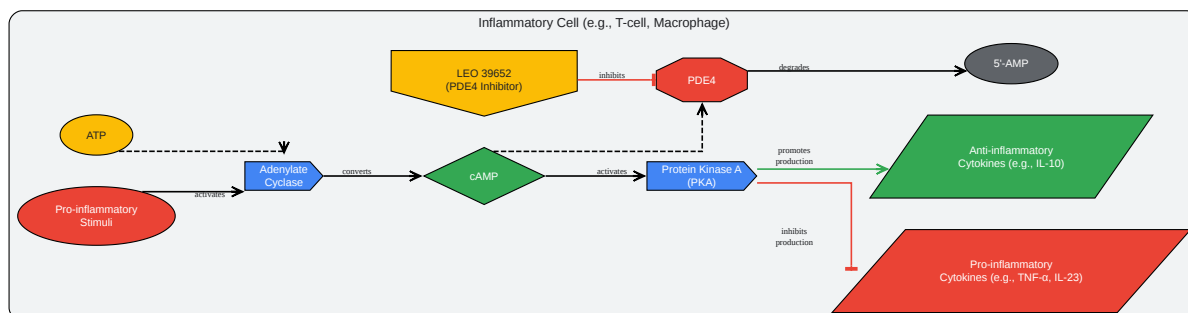 Inflammatory Cell (e.g., T-cell, Macrophage)
LEO 39652
(PDE4 Inhibitor)
inhibits
PDE4
degrades
5'-AMP
ATP
Adenylate
Cyclase
converts
cAMP
activates
Protein Kinase A
(PKA)
promotes
production
Anti-inflammatory
Cytokines (e.g., IL-10)
Pro-inflammatory
Stimuli
activates
inhibits
production
Pro-inflammatory
Cytokines (e.g., TNF-α, IL-23)